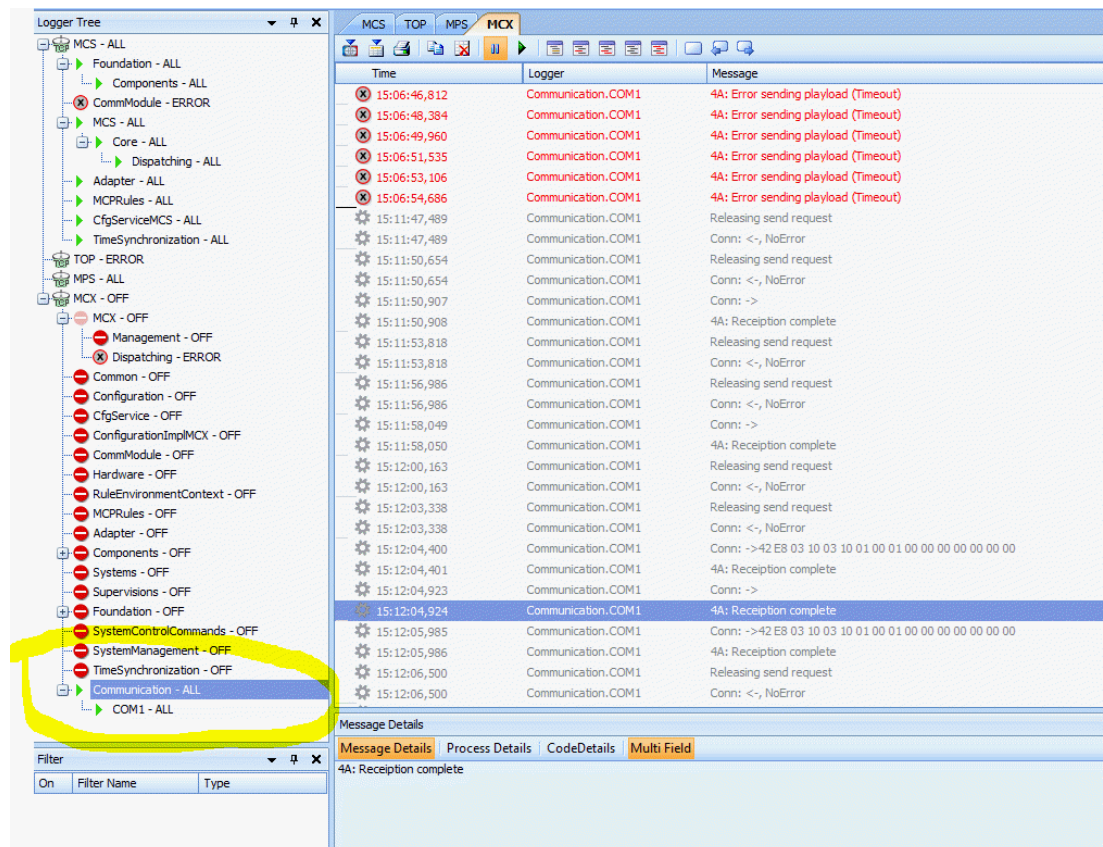 Logger Tree
MCS - ALL
Foundation - ALL
Components - ALL
CommModule - ERROR
MCS - ALL
Core - ALL
Dispatching - ALL
Adapter - ALL
MCPRules - ALL
CfgServiceMCS - ALL
TimeSynchronization - ALL
TOP - ERROR
MPS - ALL
MCX - OFF
MCX - OFF
Management - OFF
Dispatching - ERROR
Common - OFF
Configuration - OFF
CfgService - OFF
ConfigurationImplMCX - OFF
CommModule - OFF
Hardware - OFF
RuleEnvironmentContext - OFF
MCPRules - OFF
Adapter - OFF
Components - OFF
Systems - OFF
Supervisions - OFF
Foundation - OFF
SystemControlCommands - OFF
SystemManagement - OFF
TimeSynchronization - OFF
Communication - ALL
COM1 - ALL
Filter
On Filter Name Type
MCS TOP MPS MCX
Time Logger Message
15:06:46,812 Communication.COM1 4A: Error sending playload (Timeout)
15:06:48,384 Communication.COM1 4A: Error sending playload (Timeout)
15:06:49,960 Communication.COM1 4A: Error sending playload (Timeout)
15:06:51,535 Communication.COM1 4A: Error sending playload (Timeout)
15:06:53,106 Communication.COM1 4A: Error sending playload (Timeout)
15:06:54,686 Communication.COM1 4A: Error sending playload (Timeout)
15:11:47,489 Communication.COM1 Releasing send request
15:11:47,489 Communication.COM1 Conn: <-, NoError
15:11:50,654 Communication.COM1 Releasing send request
15:11:50,654 Communication.COM1 Conn: <-, NoError
15:11:50,907 Communication.COM1 Conn: ->
15:11:50,908 Communication.COM1 4A: Receiption complete
15:11:53,818 Communication.COM1 Releasing send request
15:11:53,818 Communication.COM1 Conn: <-, NoError
15:11:56,986 Communication.COM1 Releasing send request
15:11:56,986 Communication.COM1 Conn: <-, NoError
15:11:58,049 Communication.COM1 Conn: ->
15:11:58,050 Communication.COM1 4A: Receiption complete
15:12:00,163 Communication.COM1 Releasing send request
15:12:00,163 Communication.COM1 Conn: <-, NoError
15:12:03,338 Communication.COM1 Releasing send request
15:12:03,338 Communication.COM1 Conn: <-, NoError
15:12:04,400 Communication.COM1 Conn: ->42 E8 03 10 03 10 01 00 01 00 00 00 00 00 00 00
15:12:04,401 Communication.COM1 4A: Receiption complete
15:12:04,923 Communication.COM1 Conn: ->
15:12:04,924 Communication.COM1 4A: Receiption complete
15:12:05,985 Communication.COM1 Conn: ->42 E8 03 10 03 10 01 00 01 00 00 00 00 00 00 00
15:12:05,986 Communication.COM1 4A: Receiption complete
15:12:06,500 Communication.COM1 Releasing send request
15:12:06,500 Communication.COM1 Conn: <-, NoError
Message Details
Message Details Process Details CodeDetails Multi Field
4A: Receiption complete